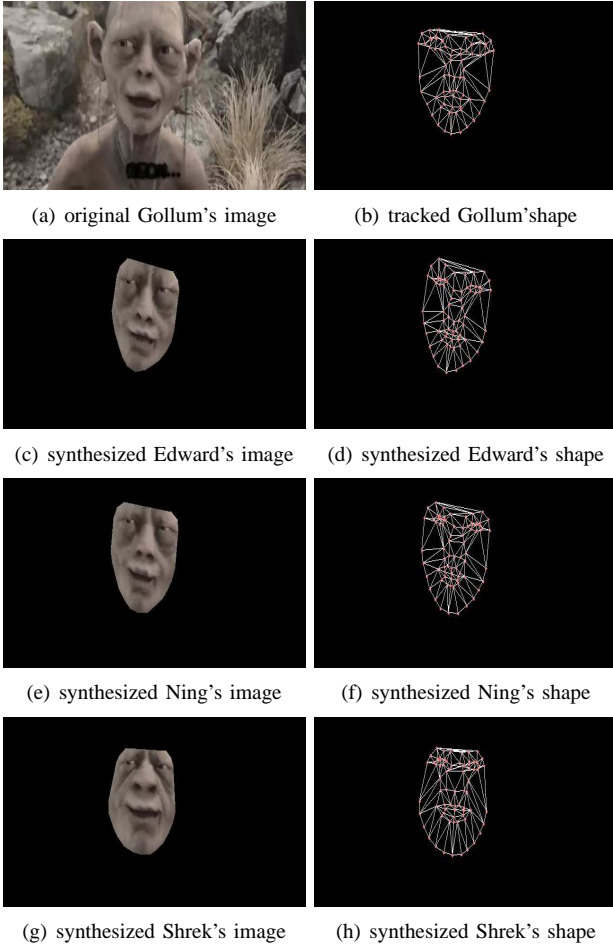 (a) original Gollum's image
(b) tracked Gollum'shape
(c) synthesized Edward's image
(d) synthesized Edward's shape
(e) synthesized Ning's image
(f) synthesized Ning's shape
(g) synthesized Shrek's image
(h) synthesized Shrek's shape